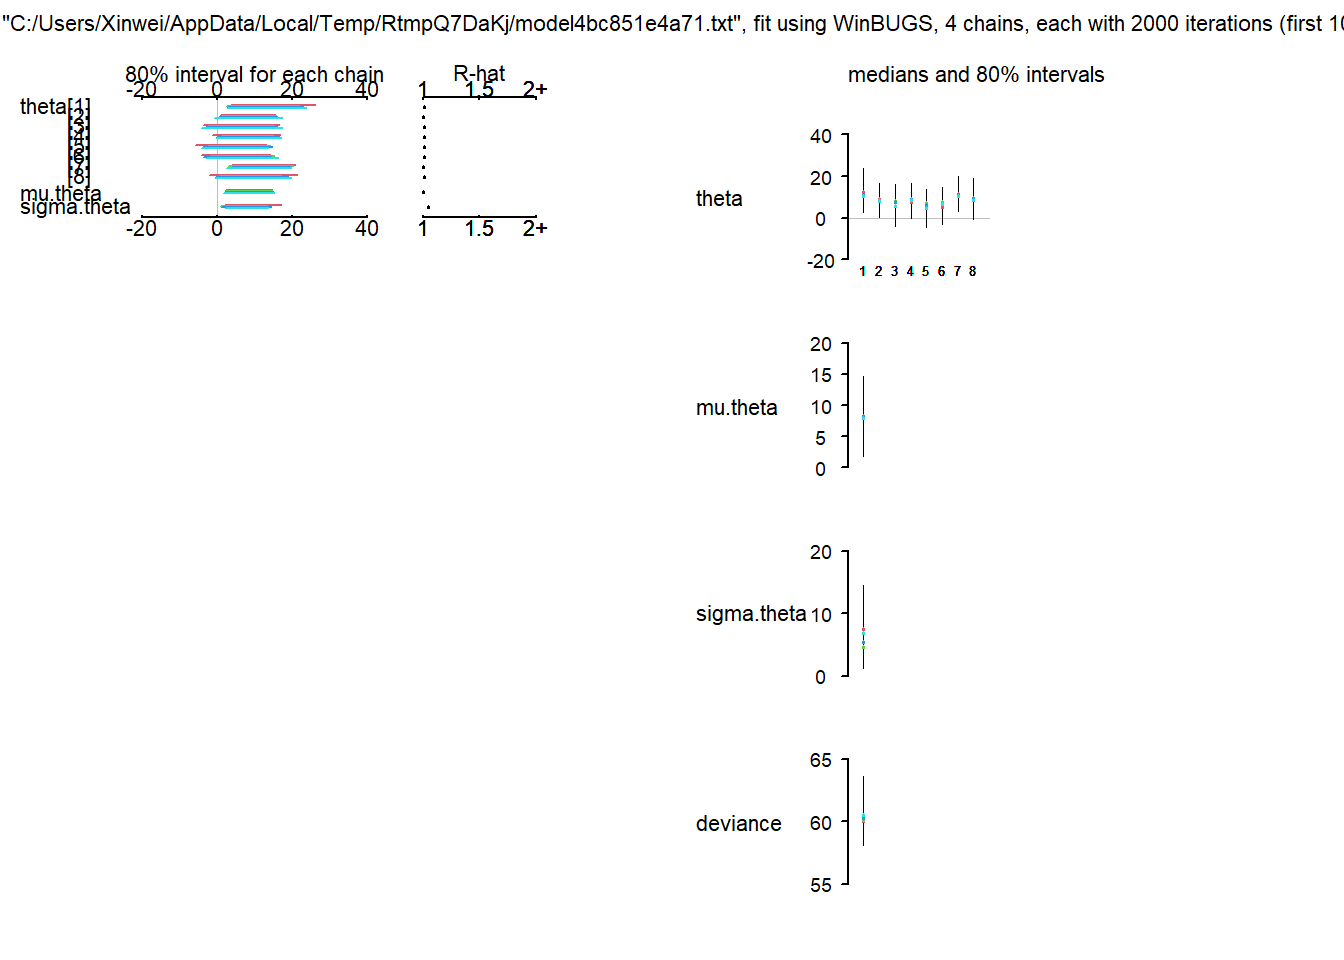 "C:/Users/Xinwei/AppData/Local/Temp/RtmpQ7DaKj/model4bc851e4a71.txt", fit using WinBUGS, 4 chains, each with 2000 iterations (first 10
80% interval for each chain
R-hat
medians and 80% intervals
-20 0 20 40
1 1.5 2+
theta[1]
[2]
[3]
[4]
[5]
[6]
[7]
[8]
mu.theta
sigma.theta
-20 0 20 40
1 1.5 2+
theta
40
20
0
-20
1 2 3 4 5 6 7 8
mu.theta
20
15
10
5
0
sigma.theta
20
10
0
deviance
65
60
55